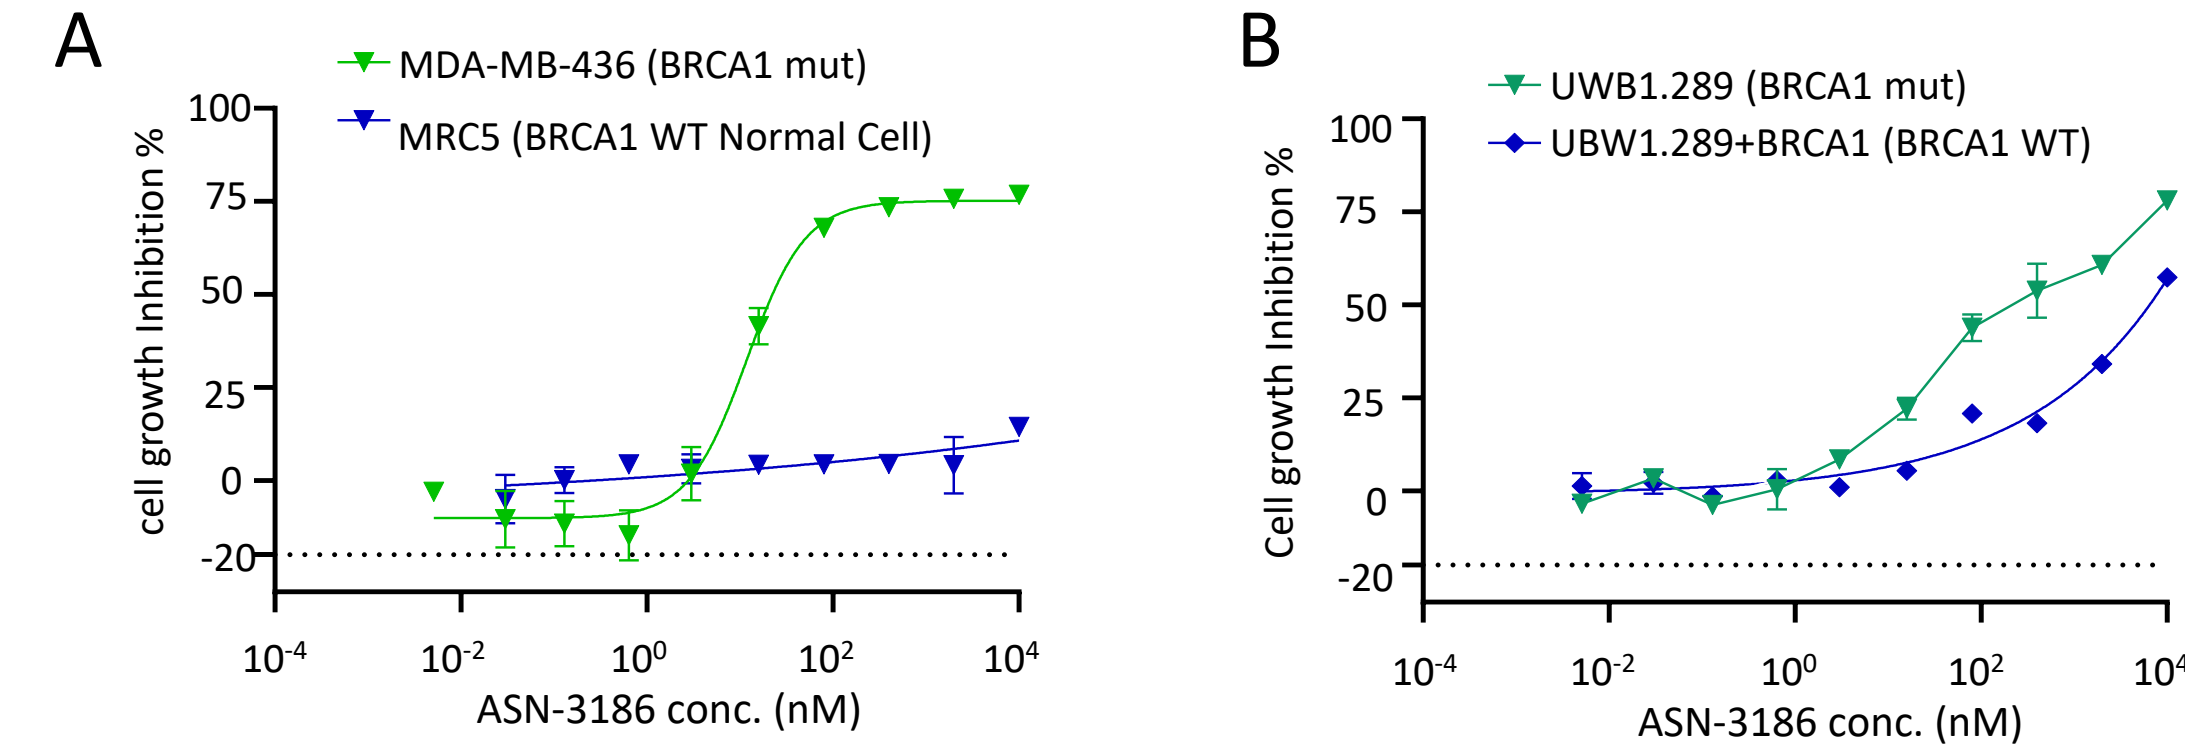 A
MDA-MB-436 (BRCA1 mut)
MRC5 (BRCA1 WT Normal Cell)
cell growth Inhibition %
100
75
50
25
0
-20
10⁻⁴
10⁻²
10⁰
10²
10⁴
ASN-3186 conc. (nM)
B
UWB1.289 (BRCA1 mut)
UBW1.289+BRCA1 (BRCA1 WT)
Cell growth Inhibition %
100
75
50
25
0
-20
10⁻⁴
10⁻²
10⁰
10²
10⁴
ASN-3186 conc. (nM)